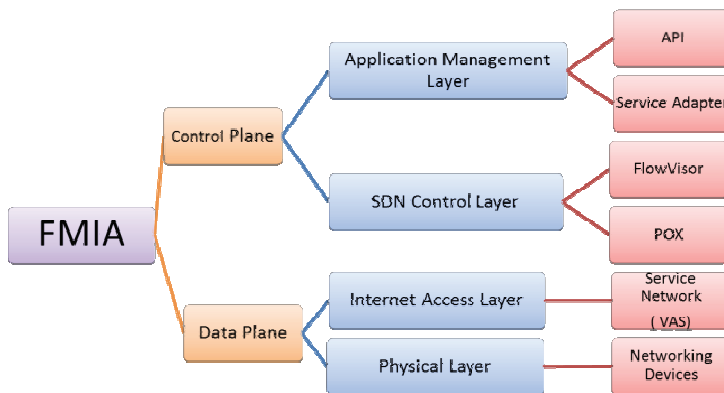 API
Application Management
Layer
Service Adapter
Control Plane
FlowVisor
SDN Control Layer
POX
FMIA
Service
Network
( VAS)
Internet Access Layer
Data Plane
Physical Layer
Networking
Devices